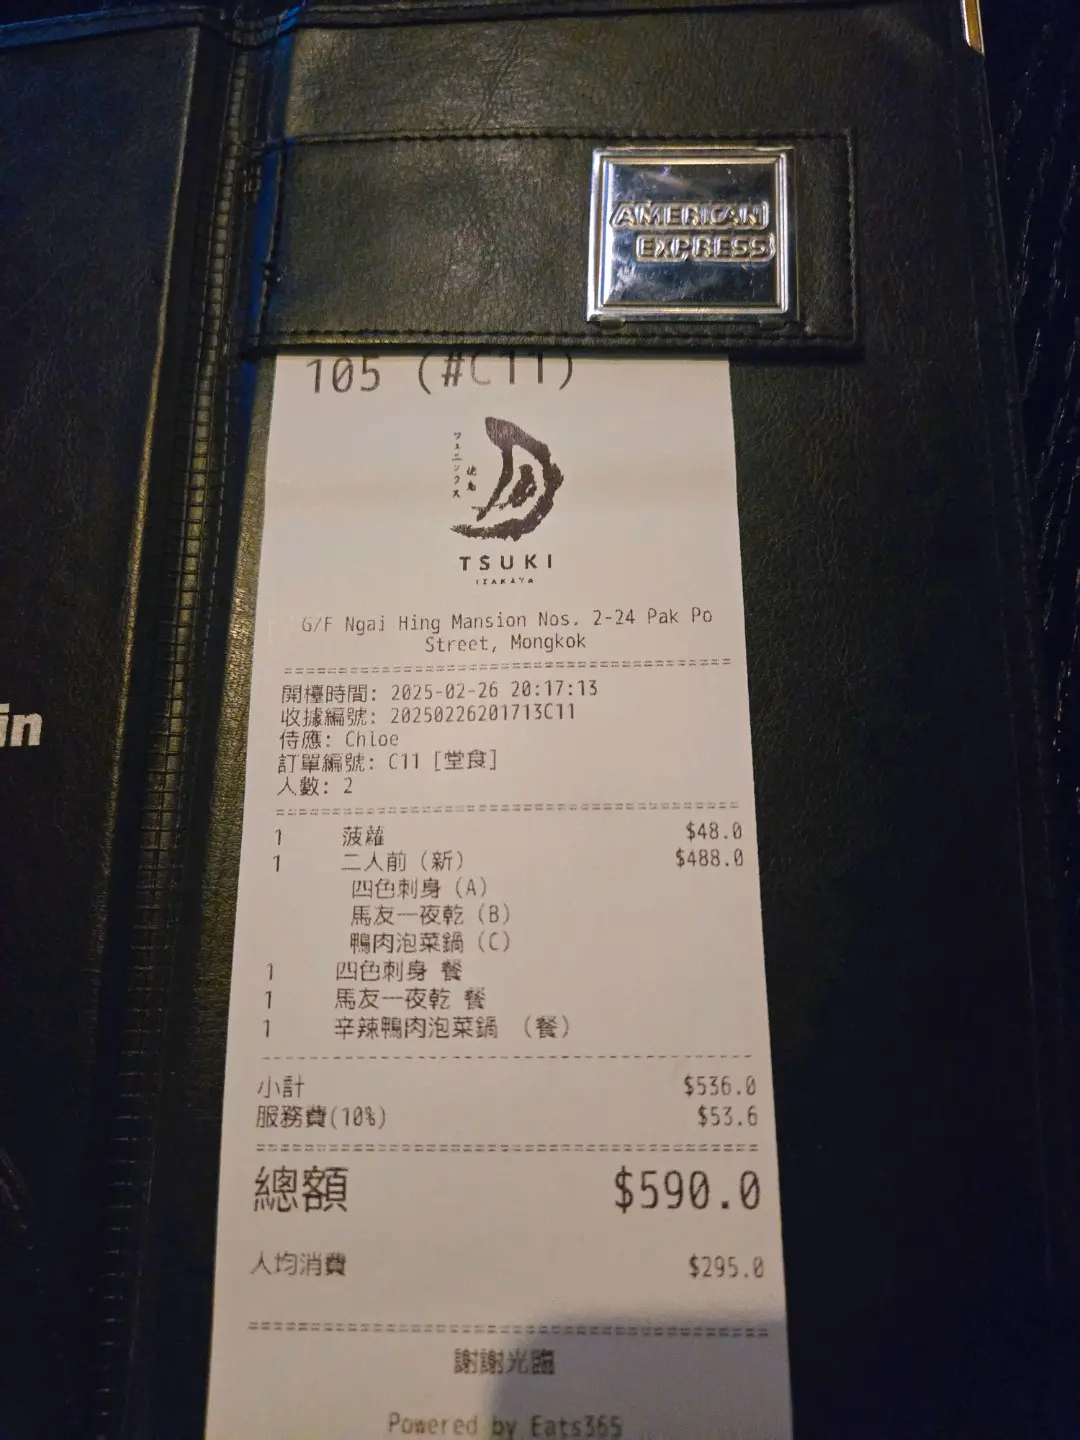 AMERICAN
EXPRESS
105 (#C11)
フェニックス
焼鳥
TSUKI
IZAKAYA
G/F Ngai Hing Mansion Nos. 2-24 Pak Po
Street, Mongkok
開檯時間: 2025-02-26 20:17:13
收據編號: 20250226201713C11
侍應: Chloe
訂單編號: C11 [堂食]
人數: 2
1 菠蘿 $48.0
1 二人前 (新) $488.0
四色刺身 (A)
馬友一夜乾 (B)
鴨肉泡菜鍋 (C)
1 四色刺身 餐
1 馬友一夜乾 餐
1 辛辣鴨肉泡菜鍋 (餐)
小計 $536.0
服務費(10%) $53.6
總額 $590.0
人均消費 $295.0
謝謝光臨
Powered by Eats365
in